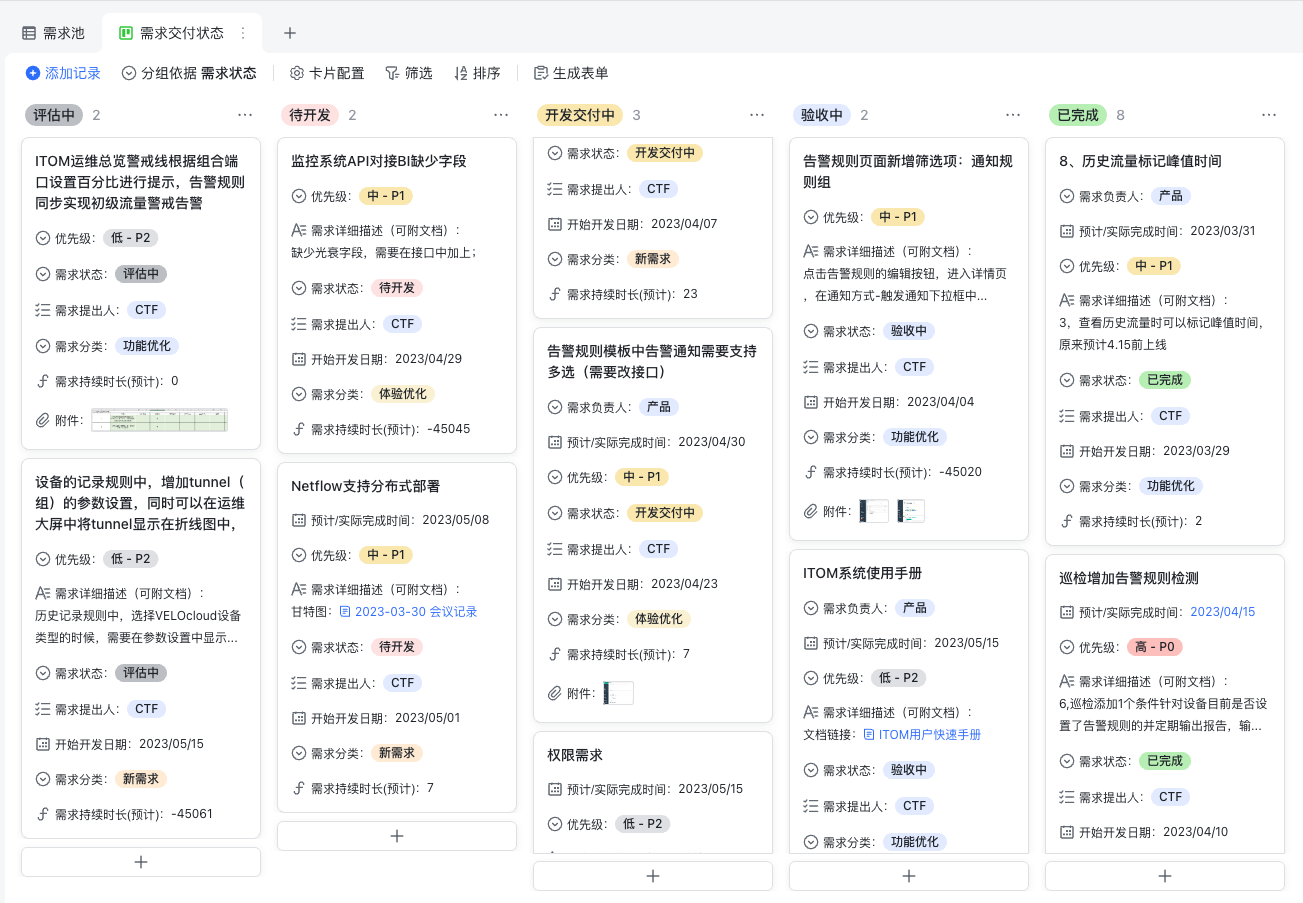 需求池
需求交付状态
添加记录
分组依据 需求状态
卡片配置
筛选
排序
生成表单
评估中 2
ITOM运维总览警戒线根据组合端
口设置百分比进行提示，告警规则
同步实现初级流量警戒告警
优先级： 低 - P2
需求状态： 评估中
需求提出人： CTF
需求分类： 功能优化
需求持续时长(预计)： 0
附件：
设备的记录规则中，增加tunnel（
组）的参数设置，同时可以在运维
大屏中将tunnel显示在折线图中，
优先级： 低 - P2
需求详细描述（可附文档）：
历史记录规则中，选择VELOcloud设备
类型的时候，需要在参数设置中显示...
需求状态： 评估中
需求提出人： CTF
开始开发日期： 2023/05/15
需求分类： 新需求
需求持续时长(预计)： -45061
待开发 2
监控系统API对接BI缺少字段
优先级： 中 - P1
需求详细描述（可附文档）：
缺少光衰字段，需要在接口中加上；
需求状态： 待开发
需求提出人： CTF
开始开发日期： 2023/04/29
需求分类： 体验优化
需求持续时长(预计)： -45045
Netflow支持分布式部署
预计/实际完成时间： 2023/05/08
优先级： 中 - P1
需求详细描述（可附文档）：
甘特图： 2023-03-30 会议记录
需求状态： 待开发
需求提出人： CTF
开始开发日期： 2023/05/01
需求分类： 新需求
需求持续时长(预计)： 7
开发交付中 3
需求状态： 开发交付中
需求提出人： CTF
开始开发日期： 2023/04/07
需求分类： 新需求
需求持续时长(预计)： 23
告警规则模板中告警通知需要支持
多选（需要改接口）
需求负责人： 产品
预计/实际完成时间： 2023/04/30
优先级： 中 - P1
需求状态： 开发交付中
需求提出人： CTF
开始开发日期： 2023/04/23
需求分类： 体验优化
需求持续时长(预计)： 7
附件：
权限需求
预计/实际完成时间： 2023/05/15
优先级： 低 - P2
验收中 2
告警规则页面新增筛选项：通知规
则组
优先级： 中 - P1
需求详细描述（可附文档）：
点击告警规则的编辑按钮，进入详情页
，在通知方式-触发通知下拉框中...
需求状态： 验收中
需求提出人： CTF
开始开发日期： 2023/04/04
需求分类： 功能优化
需求持续时长(预计)： -45020
附件：
ITOM系统使用手册
需求负责人： 产品
预计/实际完成时间： 2023/05/15
优先级： 低 - P2
需求详细描述（可附文档）：
文档链接： ITOM用户快速手册
需求状态： 验收中
需求提出人： CTF
需求分类： 功能优化
已完成 8
8、历史流量标记峰值时间
需求负责人： 产品
预计/实际完成时间： 2023/03/31
优先级： 中 - P1
需求详细描述（可附文档）：
3，查看历史流量时可以标记峰值时间，
原来预计4.15前上线
需求状态： 已完成
需求提出人： CTF
开始开发日期： 2023/03/29
需求分类： 功能优化
需求持续时长(预计)： 2
巡检增加告警规则检测
预计/实际完成时间： 2023/04/15
优先级： 高 - P0
需求详细描述（可附文档）：
6,巡检添加1个条件针对设备目前是否设
置了告警规则的并定期输出报告，输...
需求状态： 已完成
需求提出人： CTF
开始开发日期： 2023/04/10